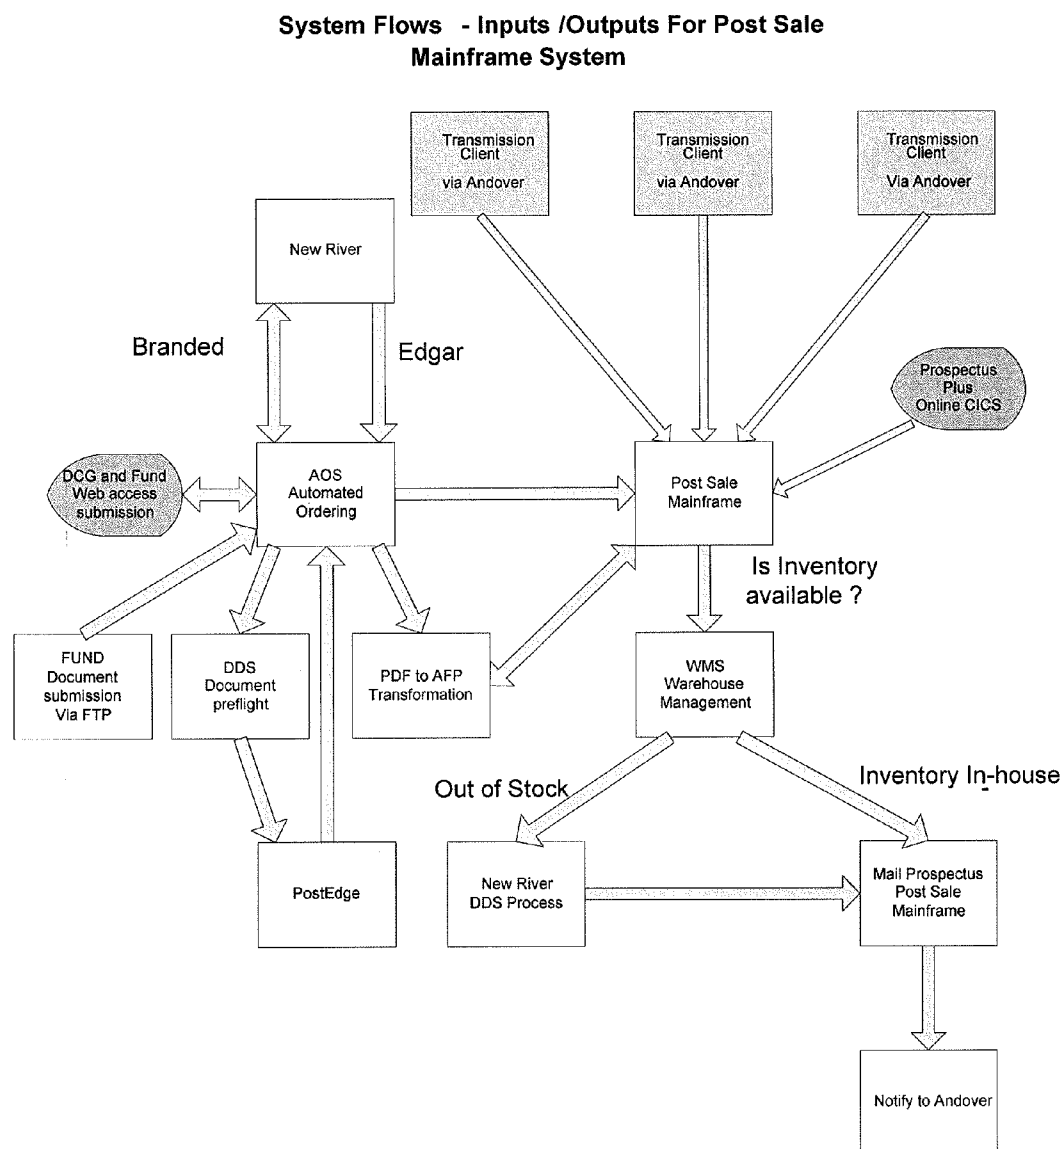 System Flows - Inputs /Outputs For Post Sale
Mainframe System
Transmission
Client
via Andover
Transmission
Client
via Andover
Transmission
Client
Via Andover
New River
Branded
Edgar
Prospectus
Plus
Online CICS
DCG and Fund
Web access
submission
AOS
Automated
Ordering
Post Sale
Mainframe
Is Inventory
available ?
FUND
Document
submission
Via FTP
DDS
Document
preflight
PDF to AFP
Transformation
WMS
Warehouse
Management
Out of Stock
Inventory In-house
PostEdge
New River
DDS Process
Mail Prospectus
Post Sale
Mainframe
Notify to Andover